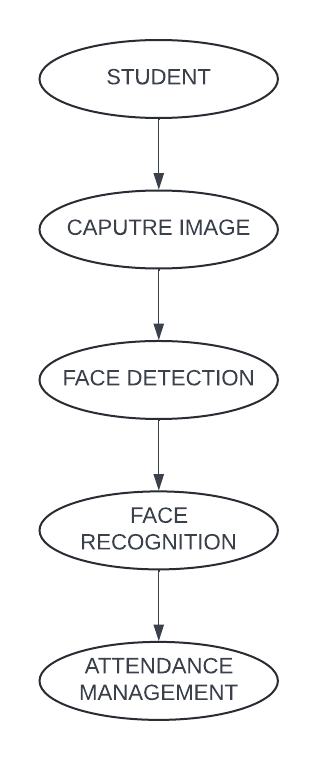 STUDENT
CAPUTRE IMAGE
FACE DETECTION
FACE
RECOGNITION
ATTENDANCE
MANAGEMENT